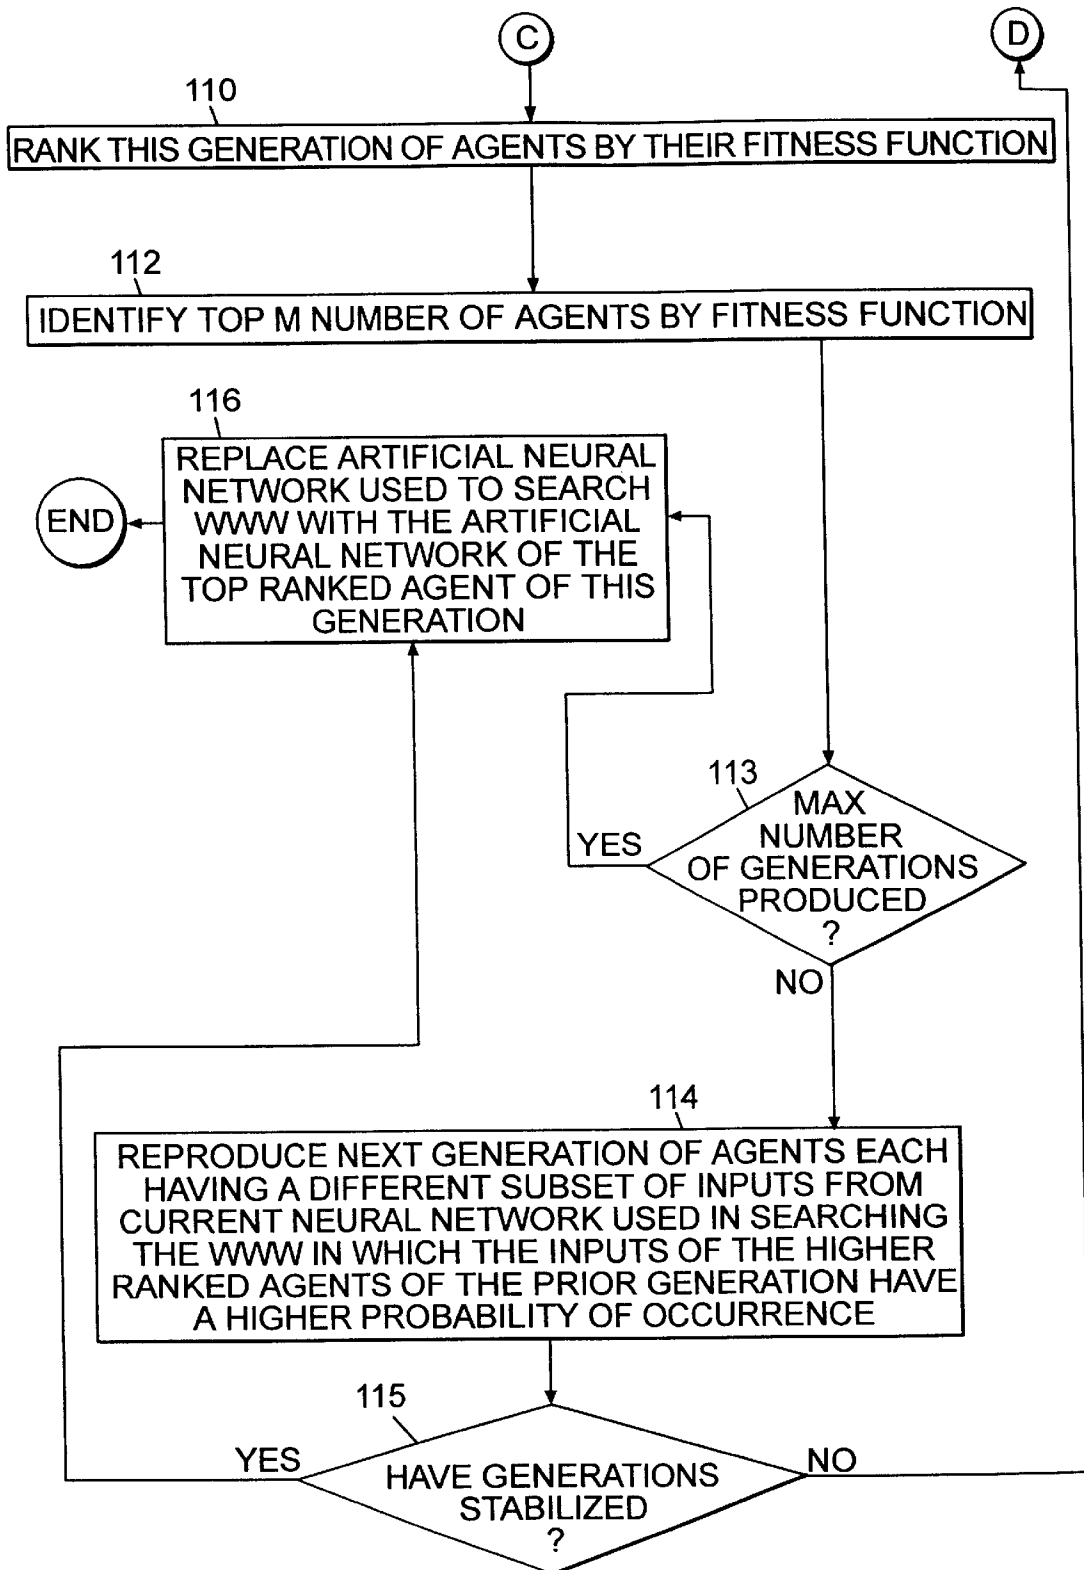 C
D
110
RANK THIS GENERATION OF AGENTS BY THEIR FITNESS FUNCTION
112
IDENTIFY TOP M NUMBER OF AGENTS BY FITNESS FUNCTION
116
REPLACE ARTIFICIAL NEURAL
NETWORK USED TO SEARCH
WWW WITH THE ARTIFICIAL
NEURAL NETWORK OF THE
TOP RANKED AGENT OF THIS
GENERATION
END
113
MAX
NUMBER
OF GENERATIONS
PRODUCED
?
YES
NO
114
REPRODUCE NEXT GENERATION OF AGENTS EACH
HAVING A DIFFERENT SUBSET OF INPUTS FROM
CURRENT NEURAL NETWORK USED IN SEARCHING
THE WWW IN WHICH THE INPUTS OF THE HIGHER
RANKED AGENTS OF THE PRIOR GENERATION HAVE
A HIGHER PROBABILITY OF OCCURRENCE
115
YES
NO
HAVE GENERATIONS
STABILIZED
?